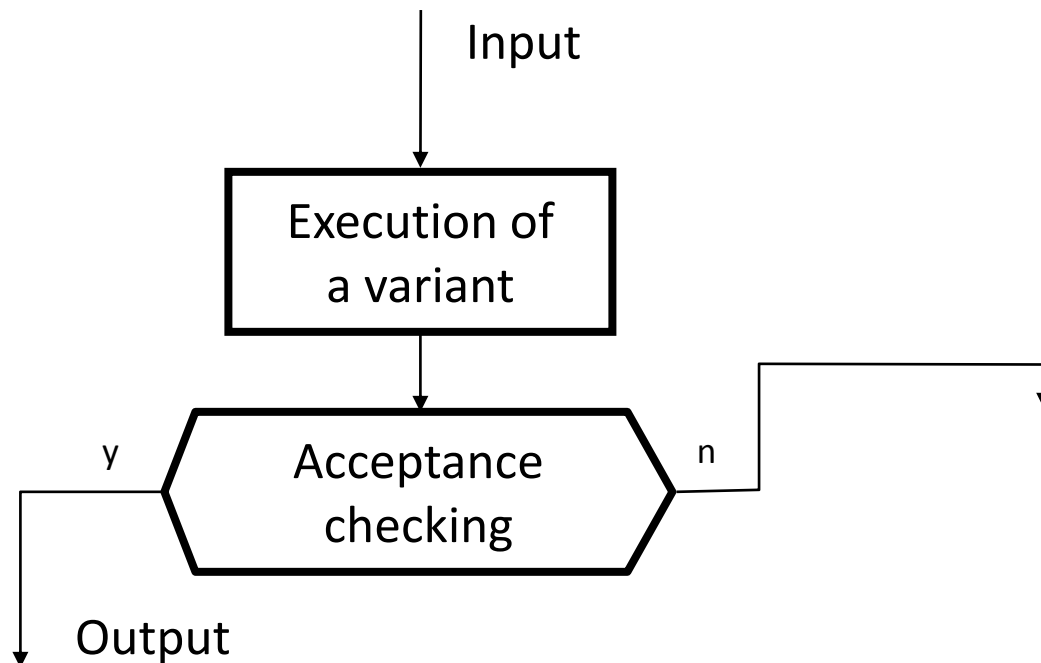 Input
Execution of
a variant
y
Acceptance
checking
n
Output